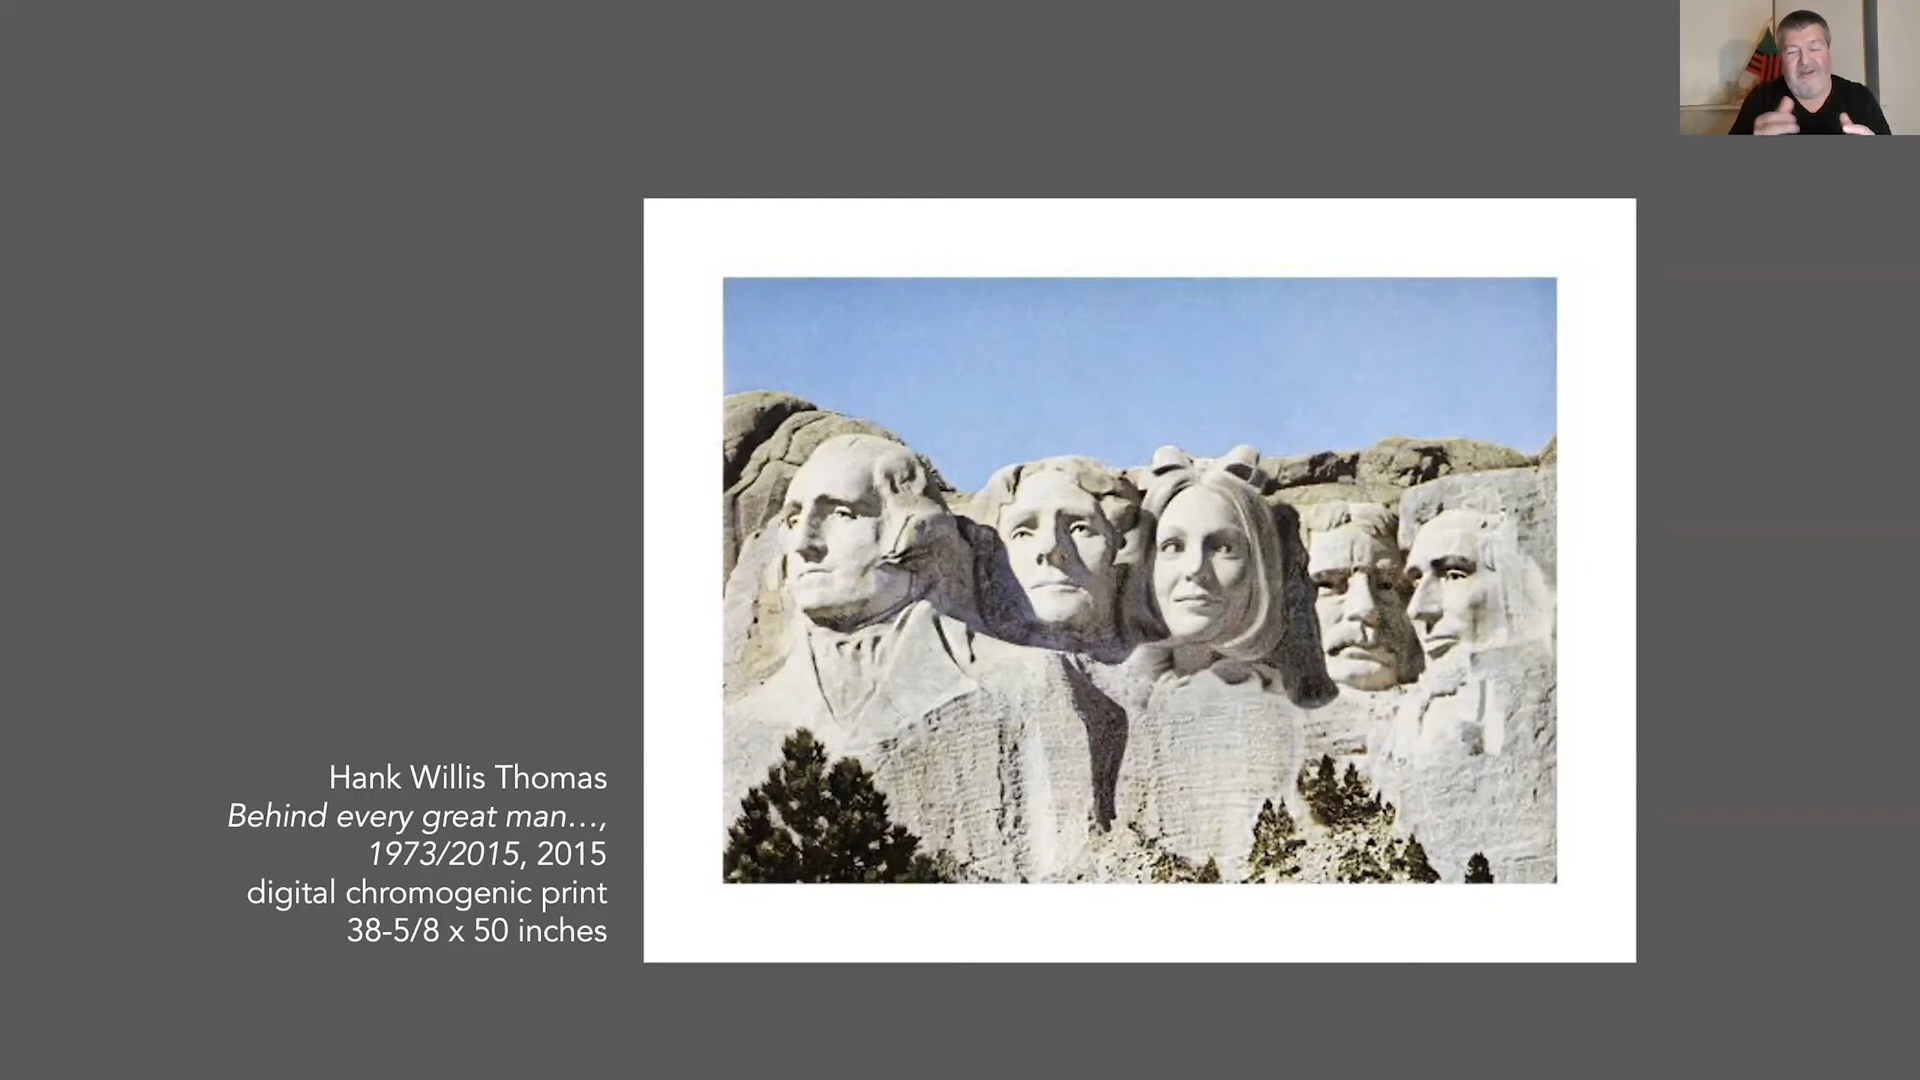 Hank Willis Thomas
Behind every great man...,
1973/2015, 2015
digital chromogenic print
38-5/8 x 50 inches